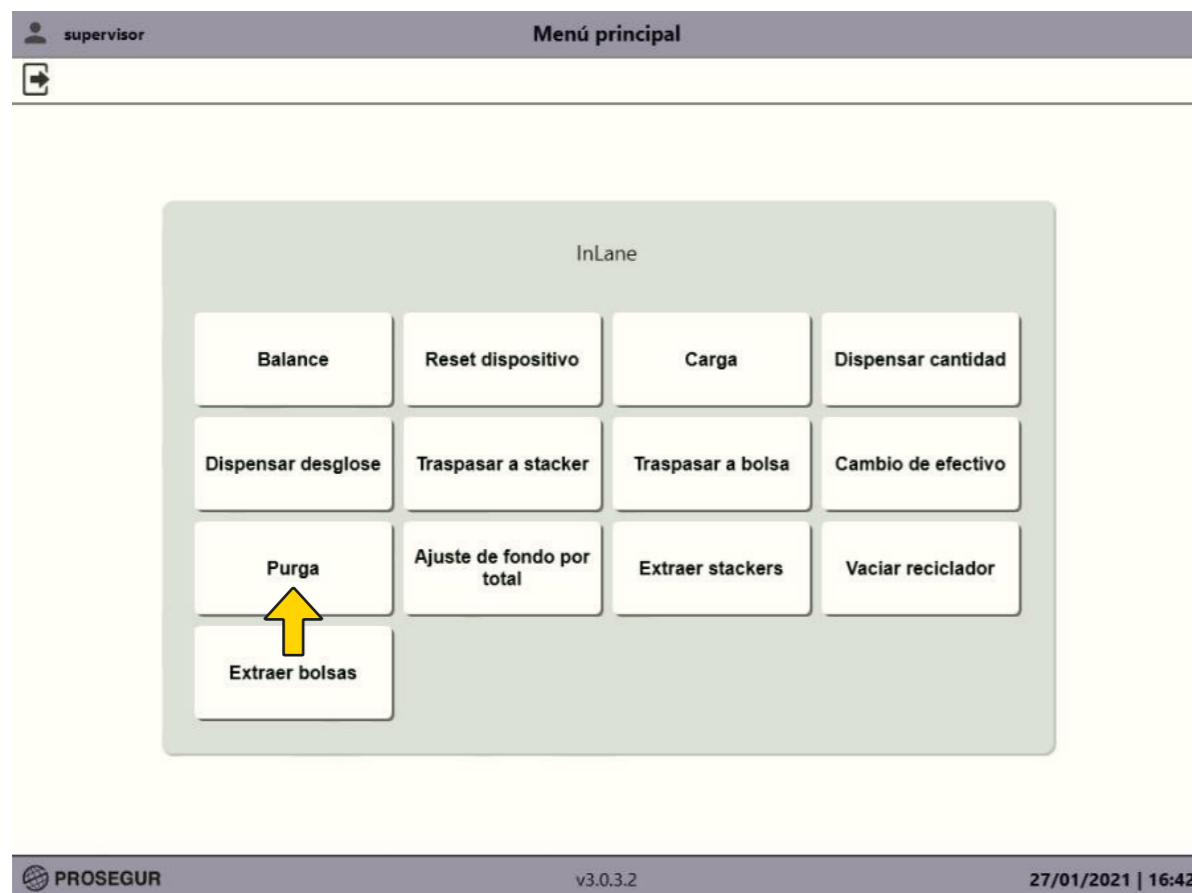 supervisor
Menú principal
InLane
Balance
Reset dispositivo
Carga
Dispensar cantidad
Dispensar desglose
Traspasar a stacker
Traspasar a bolsa
Cambio de efectivo
Purga
Ajuste de fondo por
total
Extraer stackers
Vaciar reciclador
Extraer bolsas
PROSEGUR
v3.0.3.2
27/01/2021 | 16:42